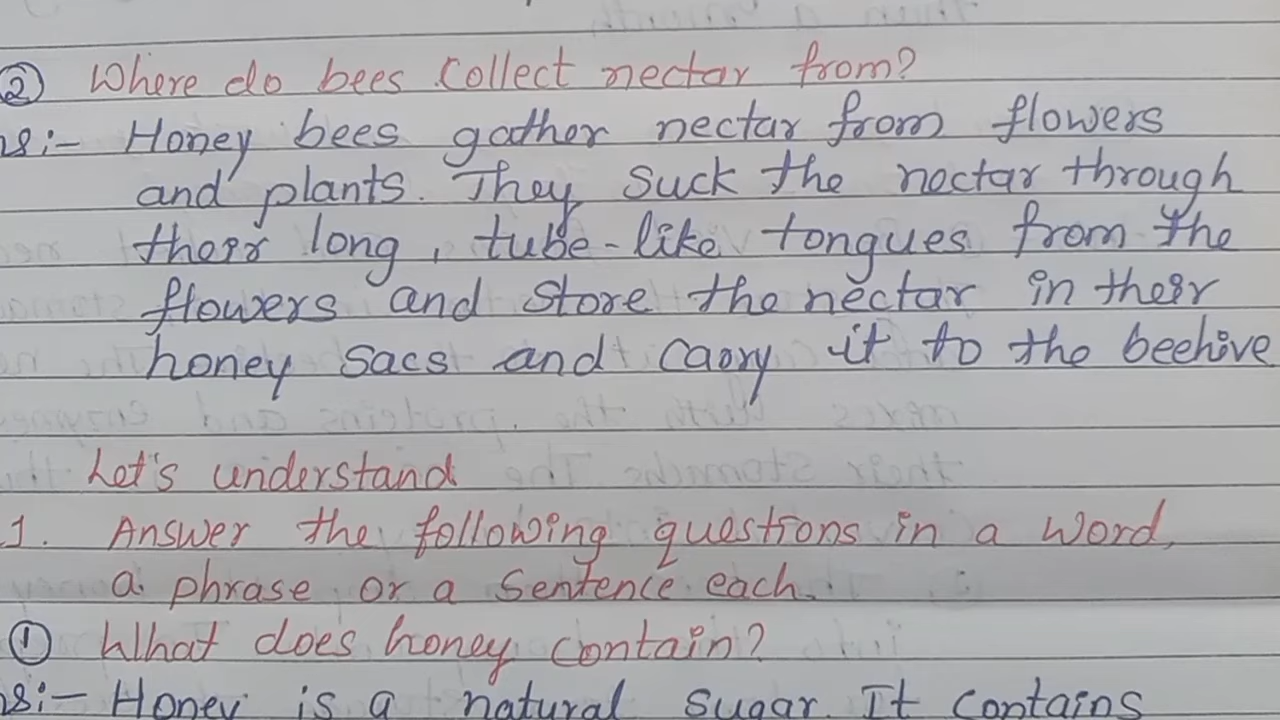 ② Where do bees collect nectar from?
ns:- Honey bees gather nectar from flowers
and plants. They suck the nectar through
their long, tube-like tongues from the
flowers and store the nectar in their
honey sacs and carry it to the beehive
Let's understand
1. Answer the following questions in a word,
a phrase or a sentence each.
① What does honey contain?
ns:- Honey is a natural sugar. It contains